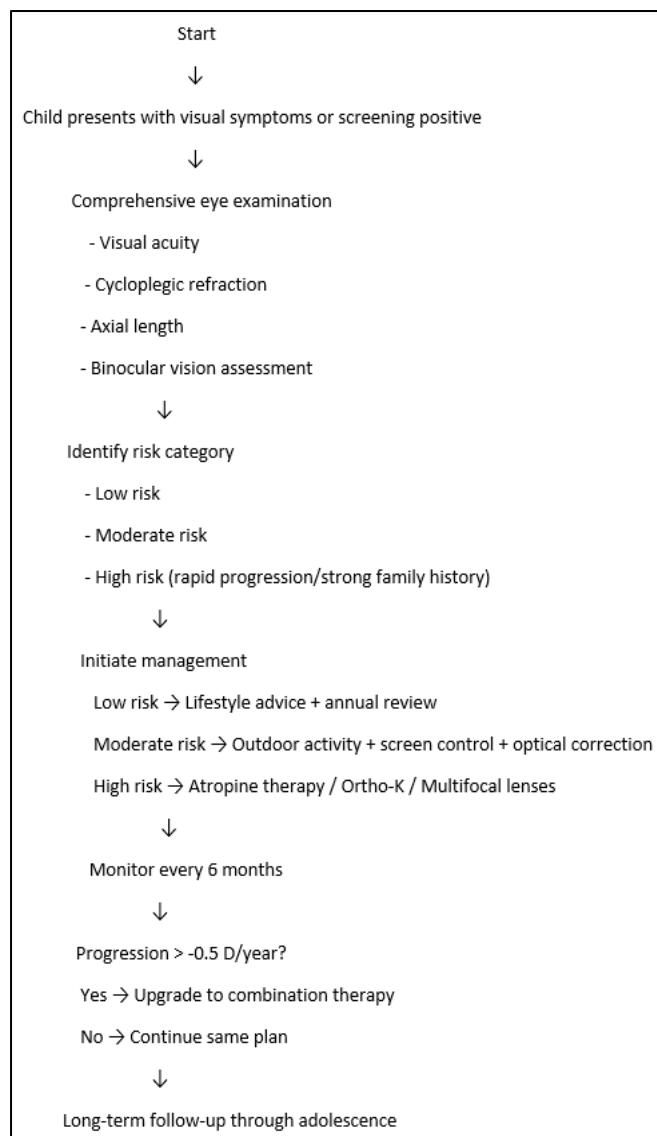 Start
↓
Child presents with visual symptoms or screening positive
↓
Comprehensive eye examination
- Visual acuity
- Cycloplegic refraction
- Axial length
- Binocular vision assessment
↓
Identify risk category
- Low risk
- Moderate risk
- High risk (rapid progression/strong family history)
↓
Initiate management
Low risk → Lifestyle advice + annual review
Moderate risk → Outdoor activity + screen control + optical correction
High risk → Atropine therapy / Ortho-K / Multifocal lenses
↓
Monitor every 6 months
↓
Progression > -0.5 D/year?
Yes → Upgrade to combination therapy
No → Continue same plan
↓
Long-term follow-up through adolescence